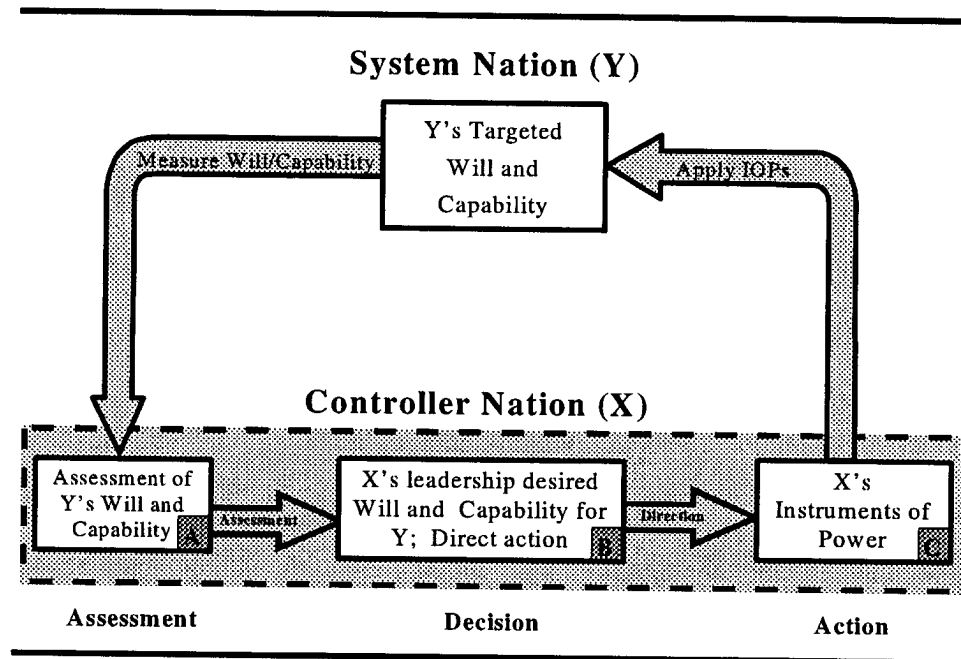 System Nation (Y)
Y's Targeted
Will and
Capability
Measure Will/Capability
Apply IOPs
Controller Nation (X)
Assessment of
Y's Will and
Capability
A
Assessment
X's leadership desired
Will and Capability for
Y; Direct action
B
Direction
X's
Instruments of
Power
C
Assessment
Decision
Action